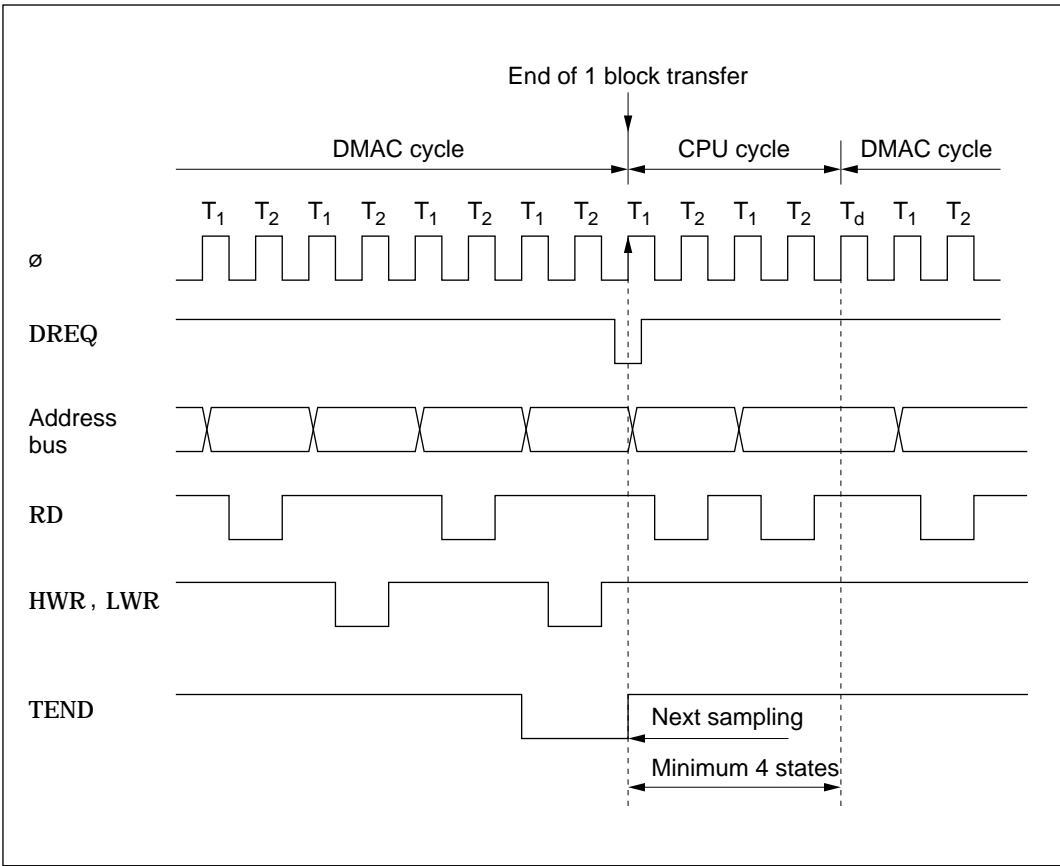 End of 1 block transfer
DMAC cycle CPU cycle DMAC cycle
T1 T2 T1 T2 T1 T2 T1 T2 T1 T2 T1 T2 Td T1 T2
ø
DREQ
Address
bus
RD
HWR, LWR
TEND
Next sampling
Minimum 4 states